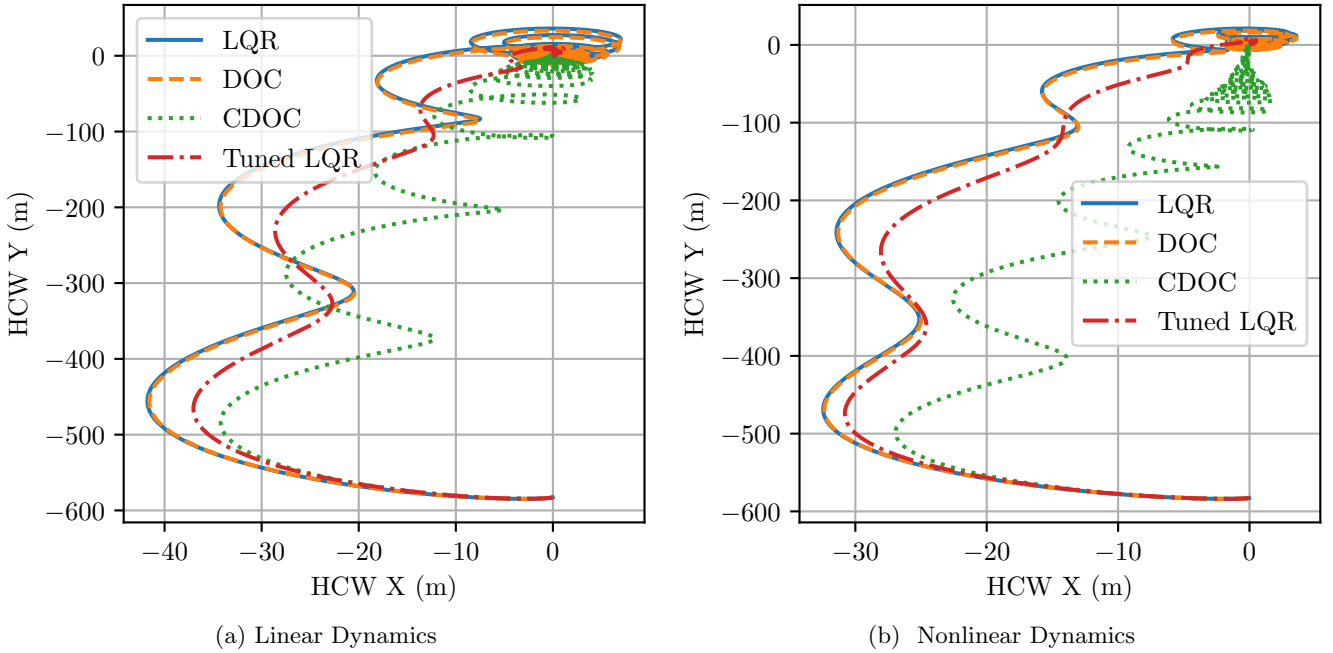 0
−100
−200
−300
−400
−500
−600
HCW Y (m)
LQR
DOC
CDOC
Tuned LQR
−40
−30
−20
−10
0
HCW X (m)
(a) Linear Dynamics
0
−100
−200
−300
−400
−500
−600
HCW Y (m)
LQR
DOC
CDOC
Tuned LQR
−30
−20
−10
0
HCW X (m)
(b) Nonlinear Dynamics